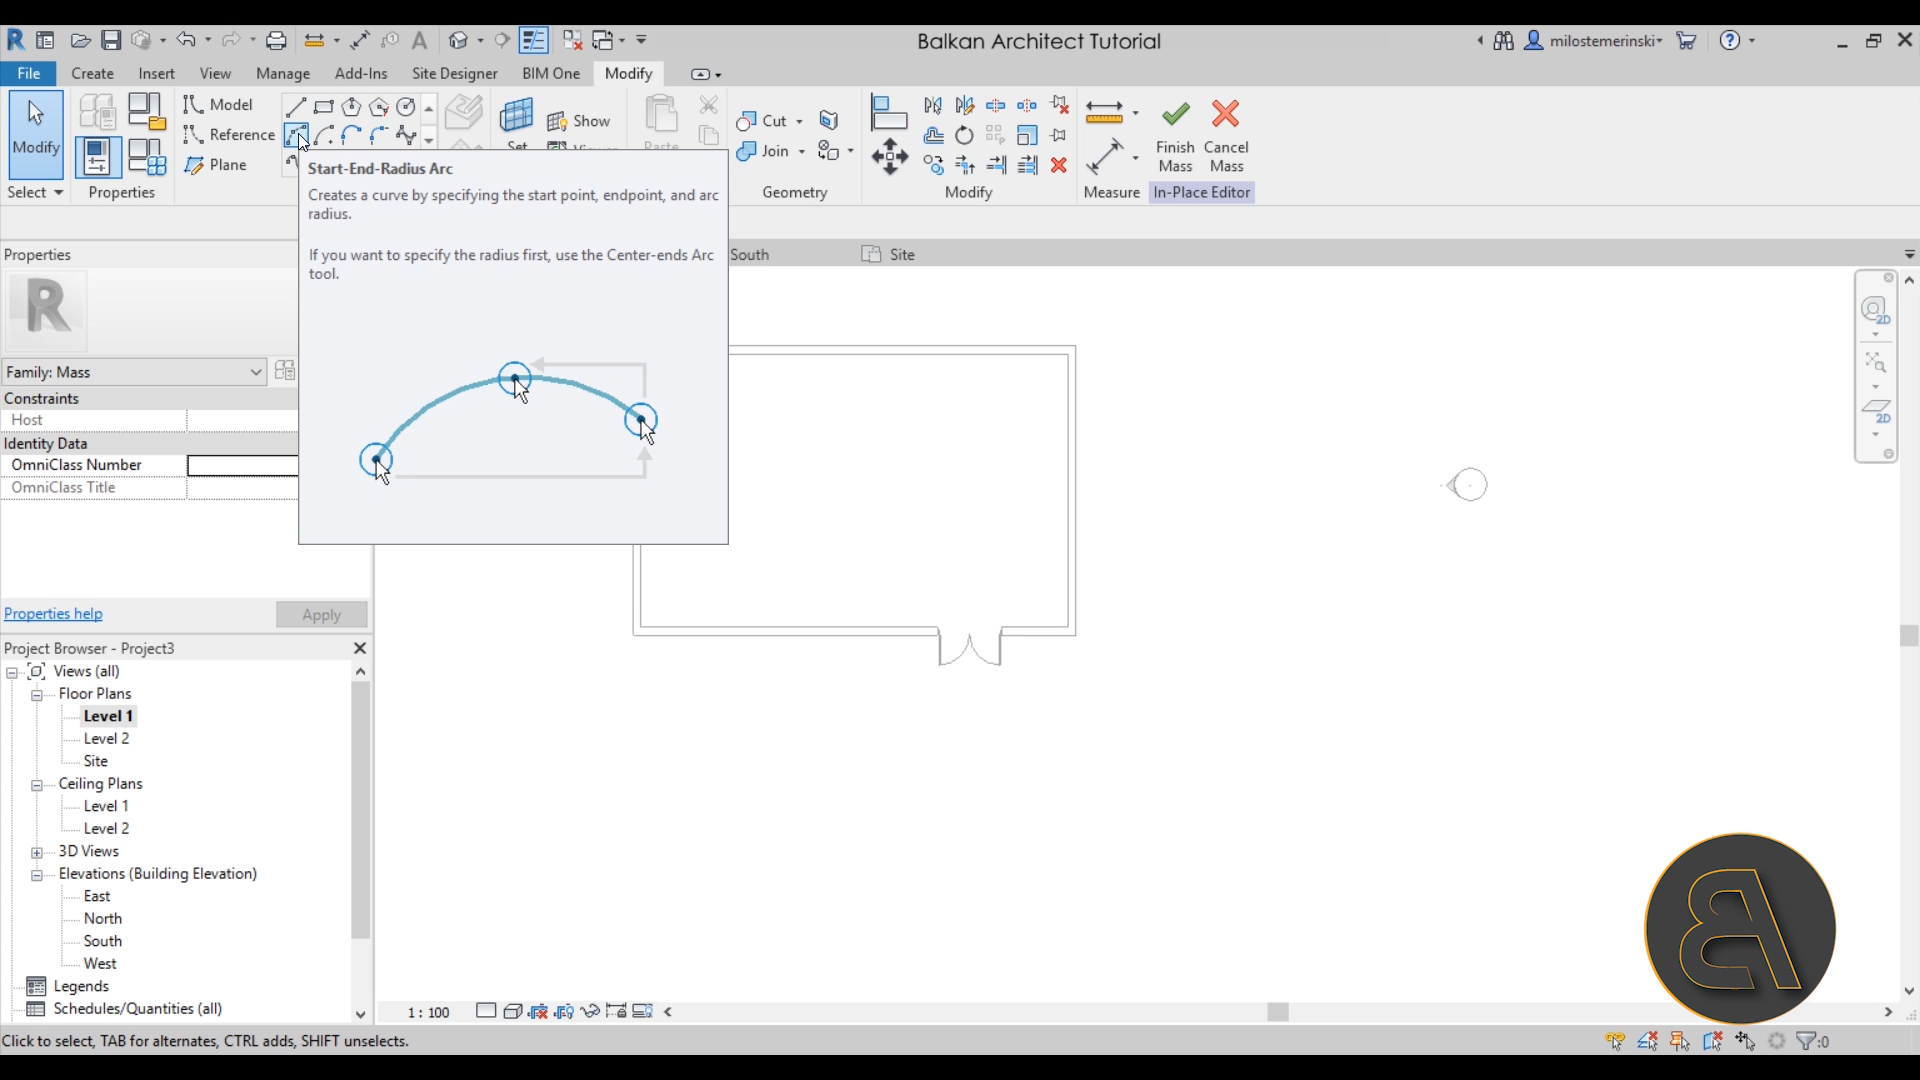 Balkan Architect Tutorial
milostemerinski
File
Create
Insert
View
Manage
Add-Ins
Site Designer
BIM One
Modify
Modify
Select
Properties
Model
Reference
Plane
Set
Show
Cut
Join
Geometry
Modify
Measure
Finish
Mass
Cancel
Mass
In-Place Editor
Start-End-Radius Arc
Creates a curve by specifying the start point, endpoint, and arc
radius.
If you want to specify the radius first, use the Center-ends Arc
tool.
Properties
South
Site
R
Family: Mass
Constraints
Host
Identity Data
OmniClass Number
OmniClass Title
2D
2D
Properties help
Apply
Project Browser - Project3
Views (all)
Floor Plans
Level 1
Level 2
Site
Ceiling Plans
Level 1
Level 2
3D Views
Elevations (Building Elevation)
East
North
South
West
Legends
Schedules/Quantities (all)
1 : 100
Click to select, TAB for alternates, CTRL adds, SHIFT unselects.
:0